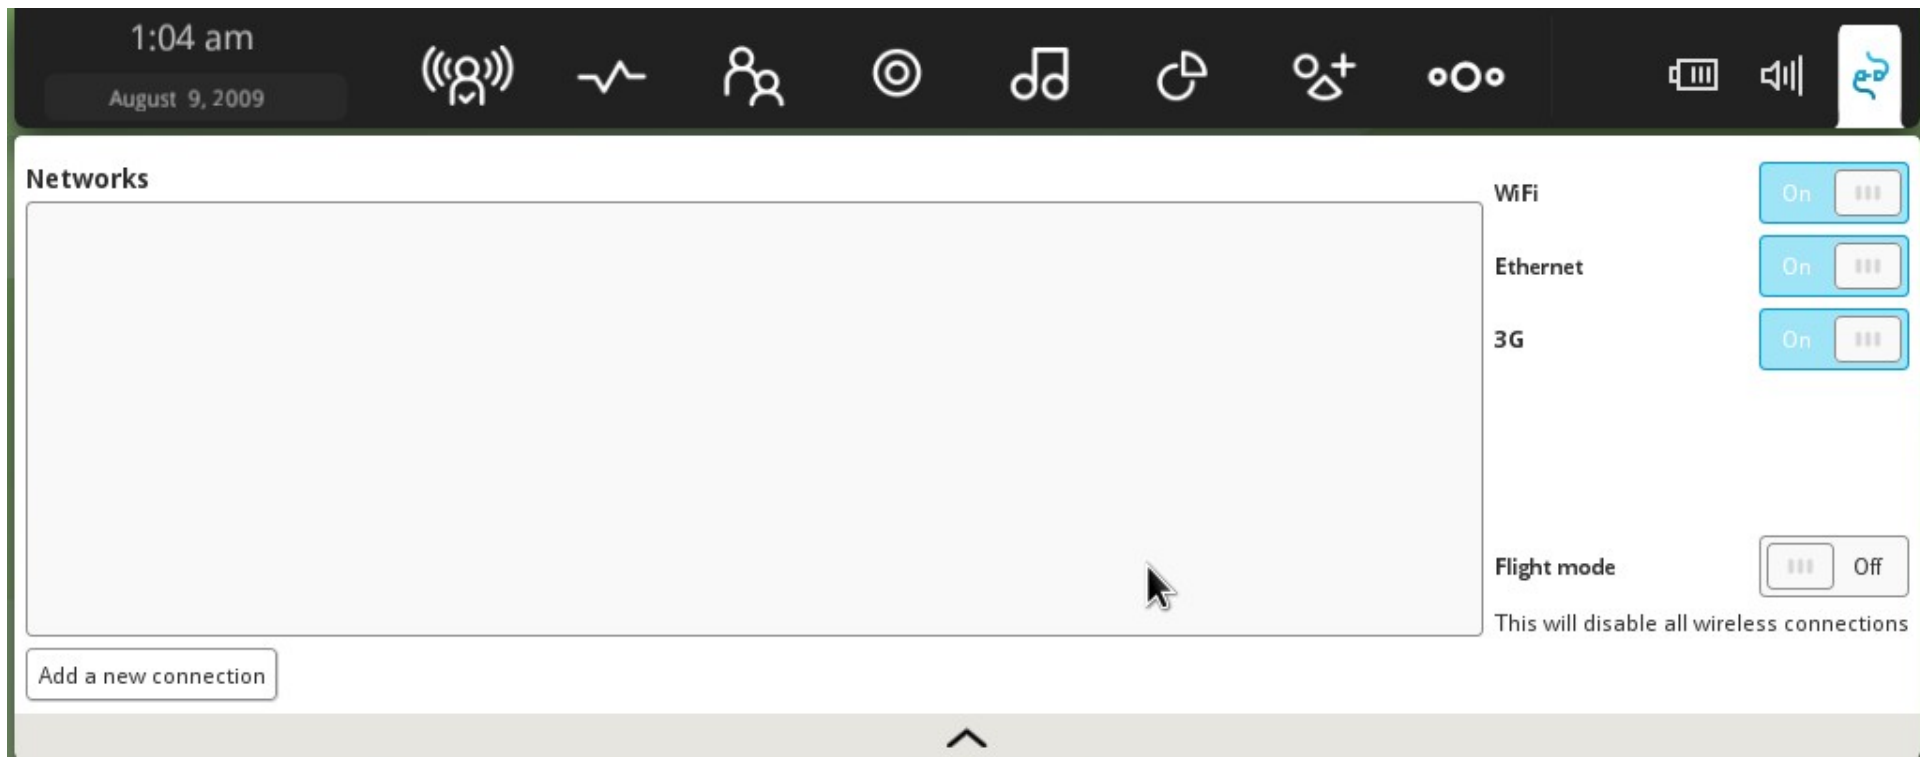 1:04 am
August 9, 2009
Networks
WiFi
On
Ethernet
On
3G
On
Flight mode
Off
This will disable all wireless connections
Add a new connection